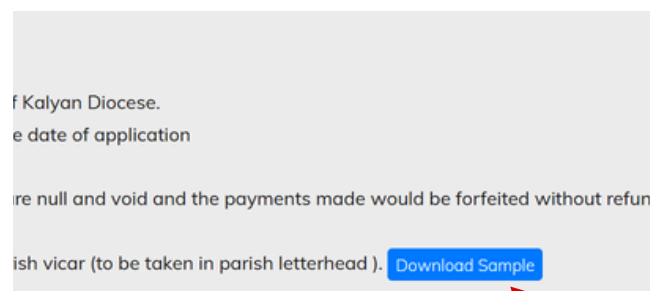 f Kalyan Diocese.
e date of application
re null and void and the payments made would be forfeited without refun
ish vicar (to be taken in parish letterhead ). Download Sample